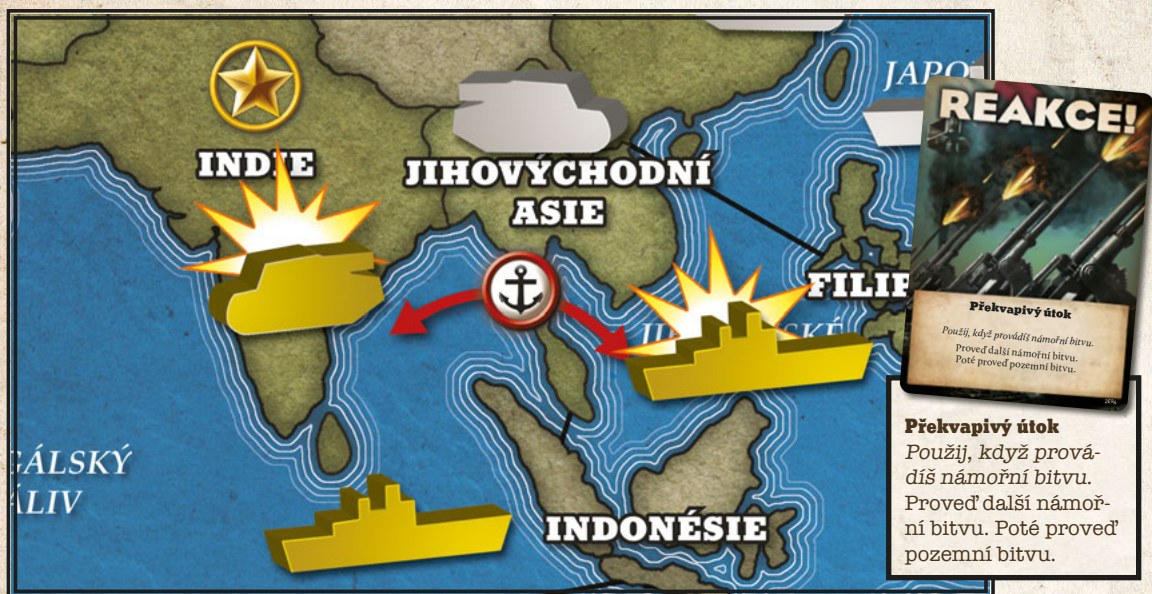 JAPO
INDIE
JIHOVÝCHODNÍ
ASIE
FILIP
GÁLSKÝ
ÁLIV
INDONÉSIE
REAKCE!
Překvapivý útok
Použij, když provádíš námořní bitvu.
Proveď další námořní bitvu.
Poté proveď pozemní bitvu.
Překvapivý útok
Použij, když prová-
díš námořní bitvu.
Proveď další námoř-
ní bitvu. Poté proveď
pozemní bitvu.